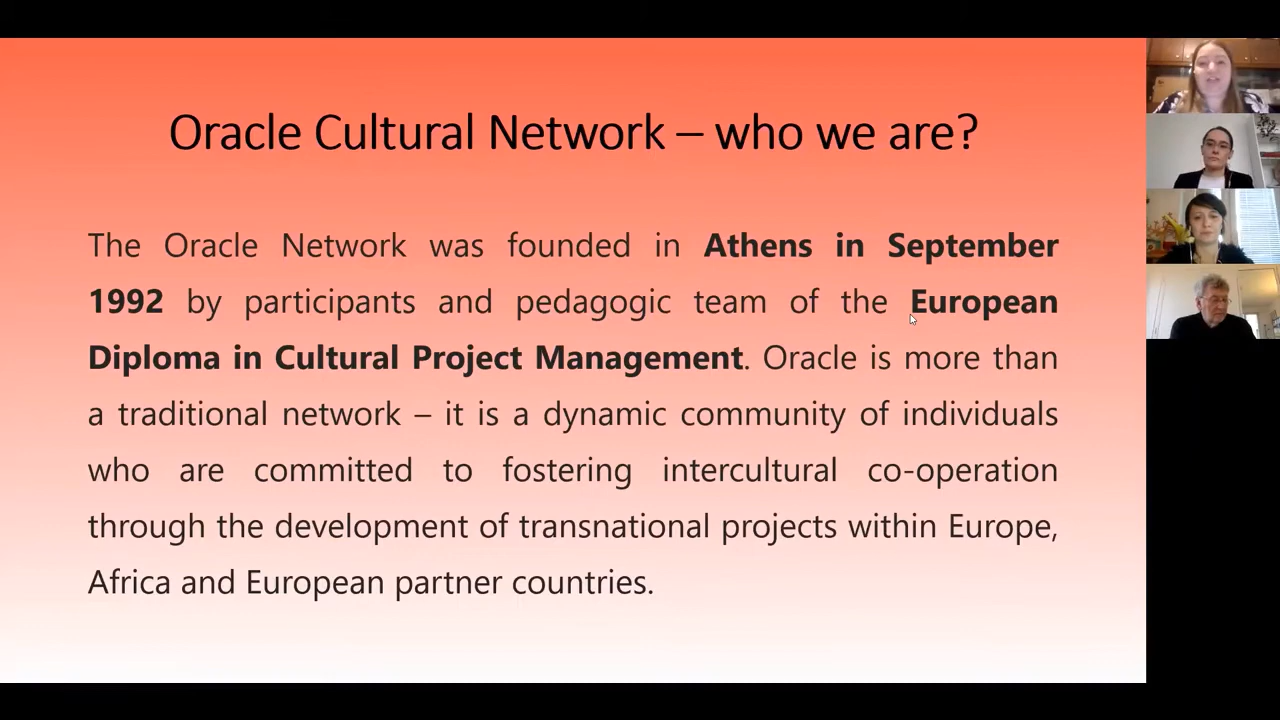 Oracle Cultural Network – who we are?
The Oracle Network was founded in Athens in September
1992 by participants and pedagogic team of the European
Diploma in Cultural Project Management. Oracle is more than
a traditional network – it is a dynamic community of individuals
who are committed to fostering intercultural co-operation
through the development of transnational projects within Europe,
Africa and European partner countries.